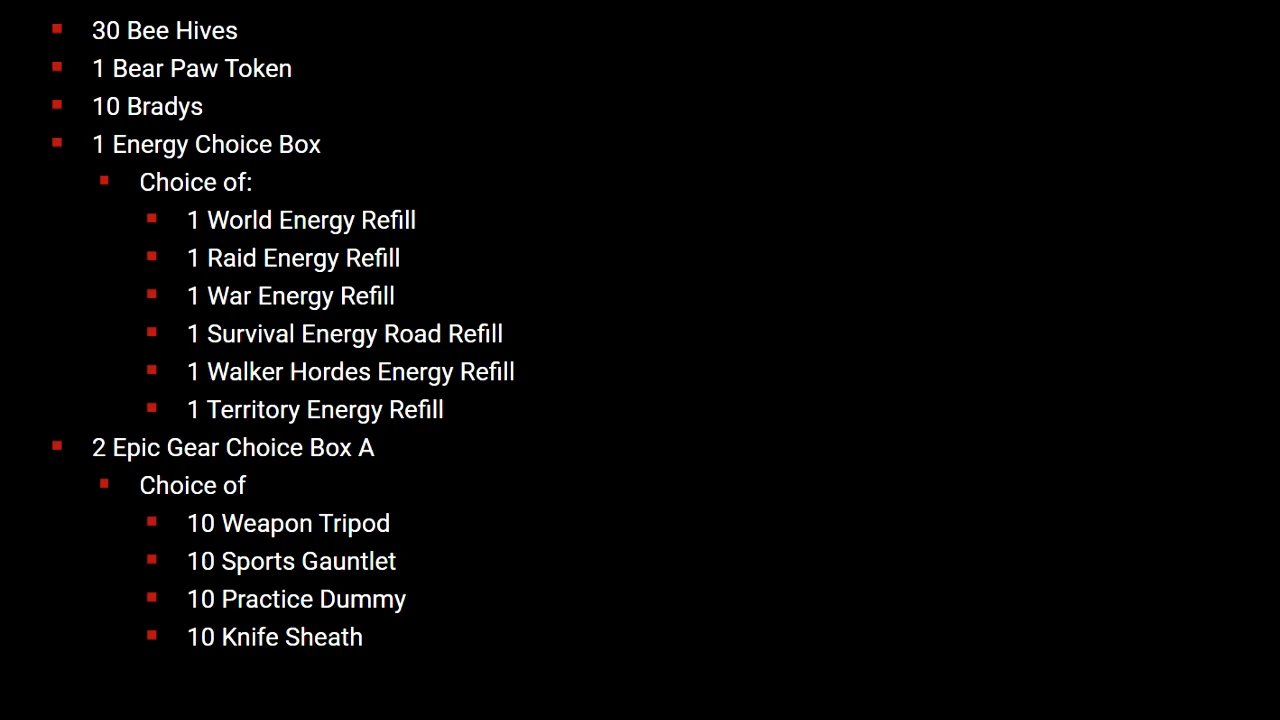 30 Bee Hives
1 Bear Paw Token
10 Bradys
1 Energy Choice Box
Choice of:
1 World Energy Refill
1 Raid Energy Refill
1 War Energy Refill
1 Survival Energy Road Refill
1 Walker Hordes Energy Refill
1 Territory Energy Refill
2 Epic Gear Choice Box A
Choice of
10 Weapon Tripod
10 Sports Gauntlet
10 Practice Dummy
10 Knife Sheath